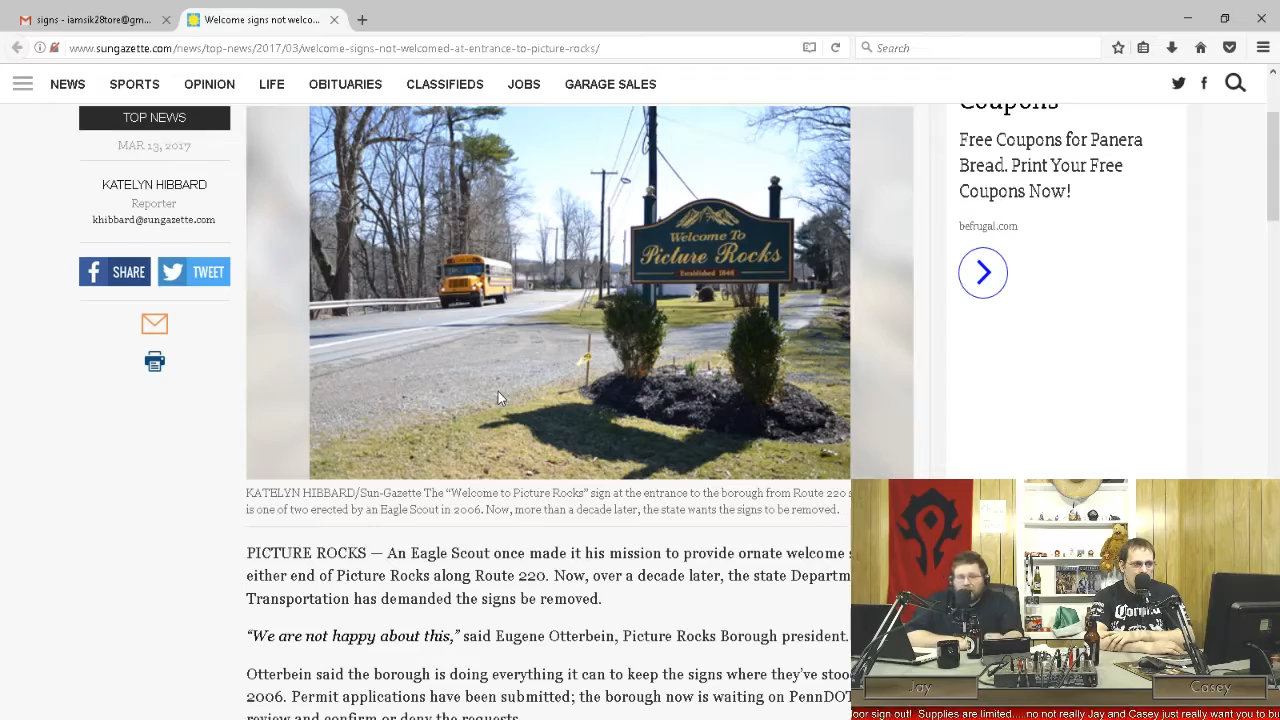 signs - iamsik28tore@gm...
Welcome signs not welco...
www.sungazette.com/news/top-news/2017/03/welcome-signs-not-welcomed-at-entrance-to-picture-rocks/
Search
NEWS SPORTS OPINION LIFE OBITUARIES CLASSIFIEDS JOBS GARAGE SALES
TOP NEWS
MAR 13, 2017
KATELYN HIBBARD
Reporter
khibbard@sungazette.com
SHARE
TWEET
Welcome To
Picture Rocks
Established 1848
Coupons
Free Coupons for Panera
Bread. Print Your Free
Coupons Now!
befrugal.com
KATELYN HIBBARD/Sun-Gazette The “Welcome to Picture Rocks” sign at the entrance to the borough from Route 220
is one of two erected by an Eagle Scout in 2006. Now, more than a decade later, the state wants the signs to be removed.
PICTURE ROCKS — An Eagle Scout once made it his mission to provide ornate welcome s
either end of Picture Rocks along Route 220. Now, over a decade later, the state Departm
Transportation has demanded the signs be removed.
“We are not happy about this,” said Eugene Otterbein, Picture Rocks Borough president.
Otterbein said the borough is doing everything it can to keep the signs where they’ve stoo
2006. Permit applications have been submitted; the borough now is waiting on PennDOT
review and confirm or deny the requests.
Jay
Casey
oor sign out! Supplies are limited....no not really Jay and Casey just really want you to bu